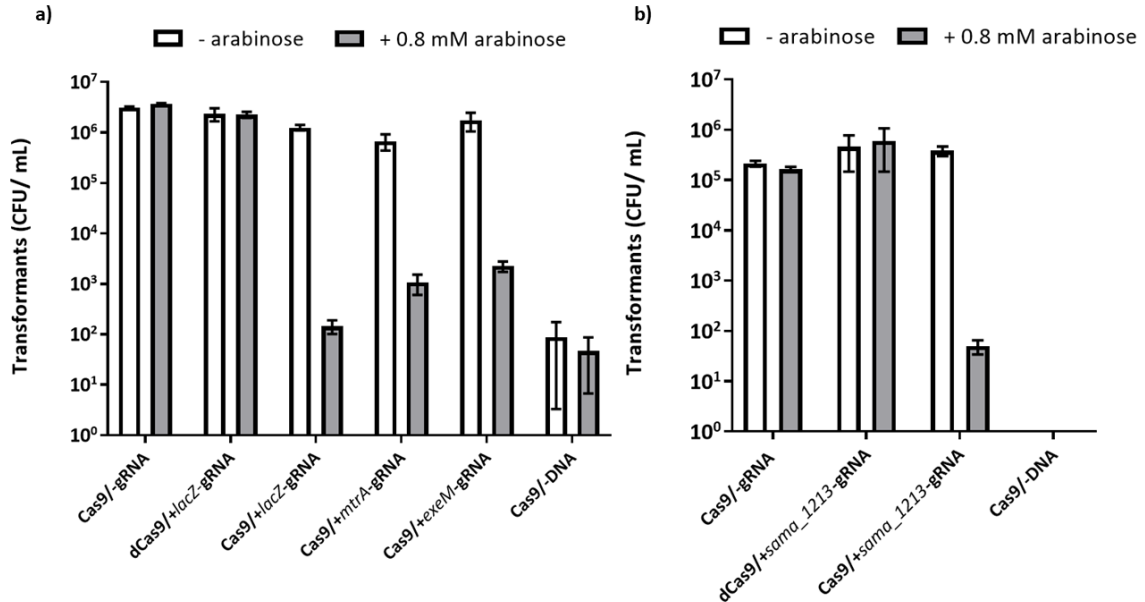 a)
- arabinose + 0.8 mM arabinose
Transformants (CFU/ mL)
10⁷
10⁶
10⁵
10⁴
10³
10²
10¹
10⁰
Cas9/-gRNA
dCas9/+lacZ-gRNA
Cas9/+lacZ-gRNA
Cas9/+mtrA-gRNA
Cas9/+exeM-gRNA
Cas9/-DNA
b)
- arabinose + 0.8 mM arabinose
Transformants (CFU/ mL)
10⁷
10⁶
10⁵
10⁴
10³
10²
10¹
10⁰
Cas9/-gRNA
dCas9/+sama_1213-gRNA
Cas9/+sama_1213-gRNA
Cas9/-DNA